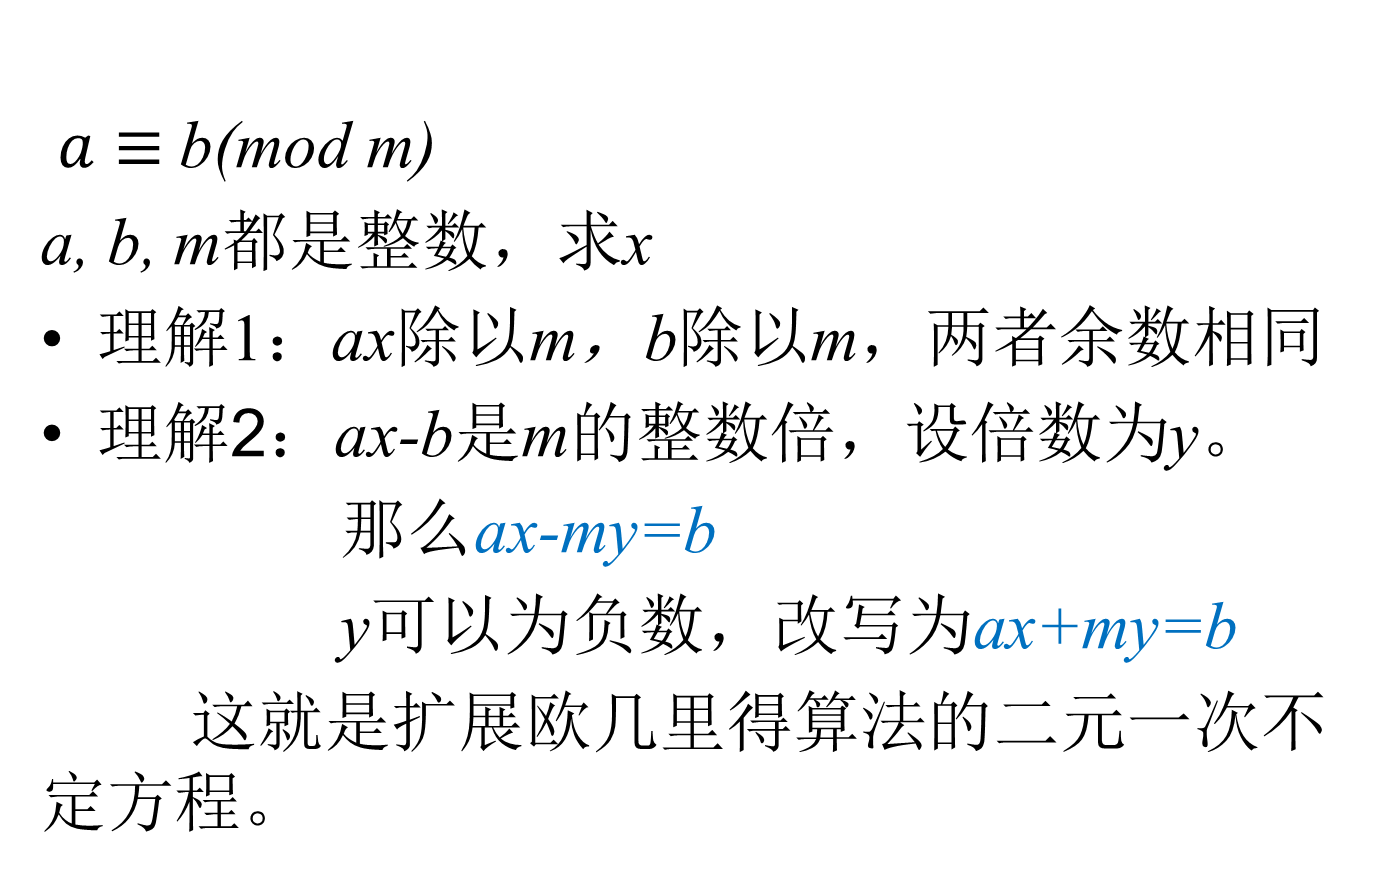 a ≡ b(mod m)
a, b, m都是整数，求x
• 理解1：ax除以m，b除以m，两者余数相同
• 理解2：ax-b是m的整数倍，设倍数为y。
那么ax-my=b
y可以为负数，改写为ax+my=b
这就是扩展欧几里得算法的二元一次不
定方程。